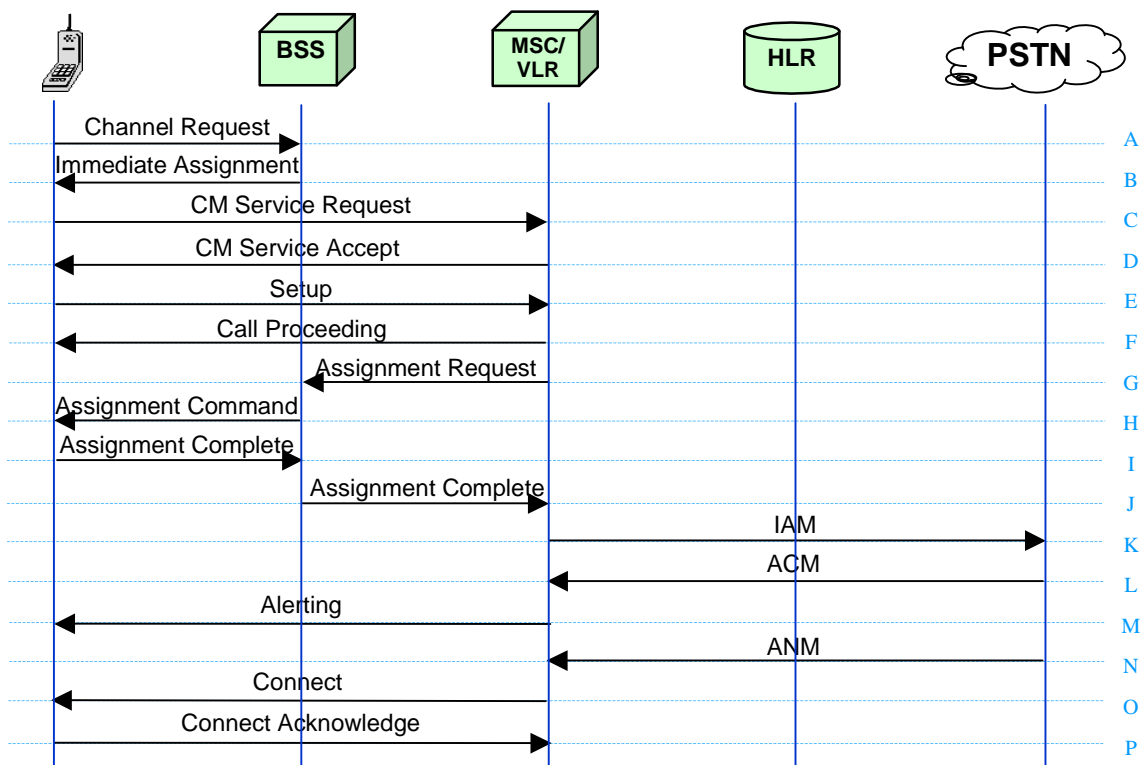 BSS
MSC/
VLR
HLR
PSTN
Channel Request
A
Immediate Assignment
B
CM Service Request
C
CM Service Accept
D
Setup
E
Call Proceeding
F
Assignment Request
G
Assignment Command
H
Assignment Complete
I
Assignment Complete
J
IAM
K
ACM
L
Alerting
M
ANM
N
Connect
O
Connect Acknowledge
P